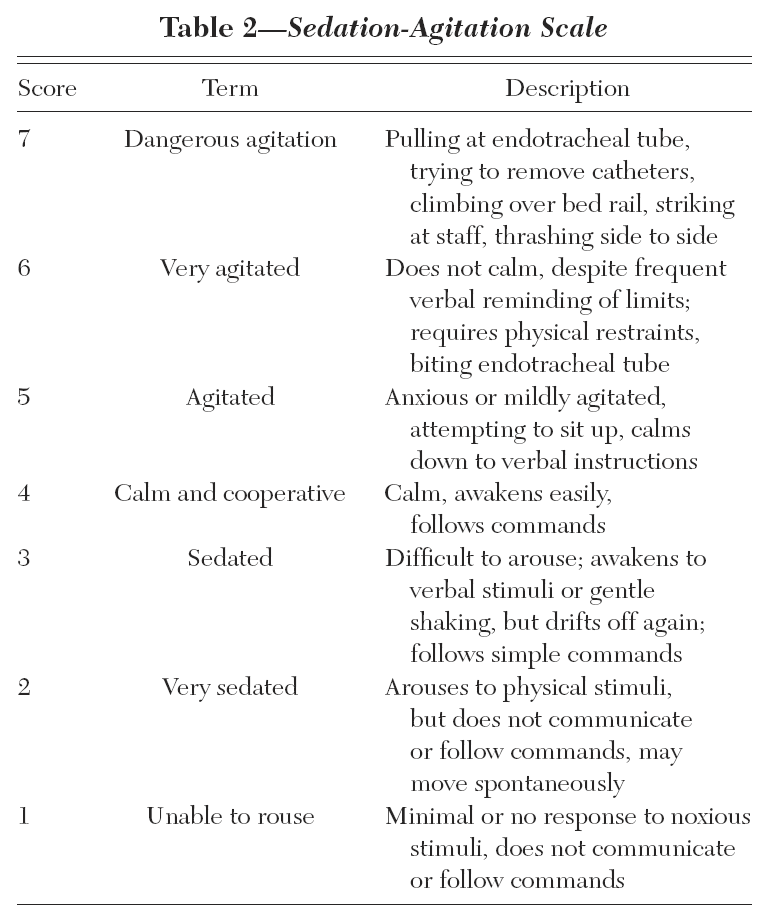 Table 2—Sedation-Agitation Scale
Score Term Description
7 Dangerous agitation Pulling at endotracheal tube,
trying to remove catheters,
climbing over bed rail, striking
at staff, thrashing side to side
6 Very agitated Does not calm, despite frequent
verbal reminding of limits;
requires physical restraints,
biting endotracheal tube
5 Agitated Anxious or mildly agitated,
attempting to sit up, calms
down to verbal instructions
4 Calm and cooperative Calm, awakens easily,
follows commands
3 Sedated Difficult to arouse; awakens to
verbal stimuli or gentle
shaking, but drifts off again;
follows simple commands
2 Very sedated Arouses to physical stimuli,
but does not communicate
or follow commands, may
move spontaneously
1 Unable to rouse Minimal or no response to noxious
stimuli, does not communicate
or follow commands